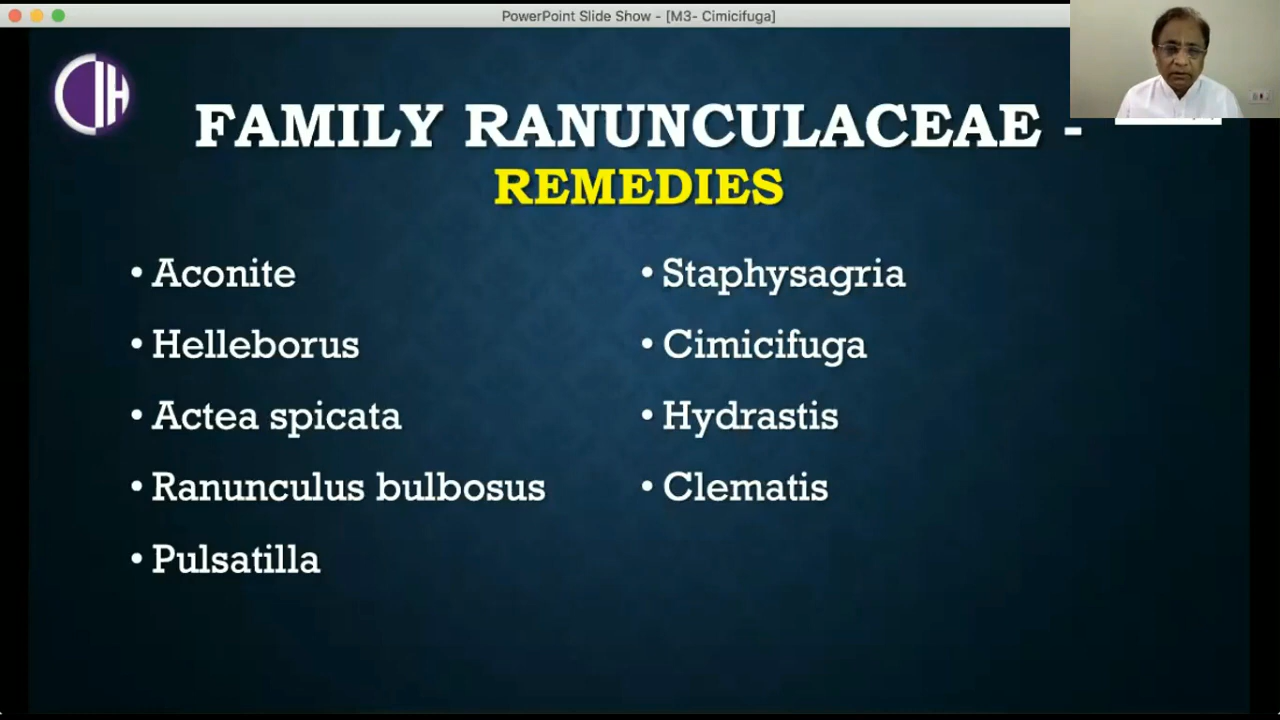 PowerPoint Slide Show - [M3- Cimicifuga]
CIH
FAMILY RANUNCULACEAE -
REMEDIES
• Aconite
• Helleborus
• Actea spicata
• Ranunculus bulbosus
• Pulsatilla
• Staphysagria
• Cimicifuga
• Hydrastis
• Clematis